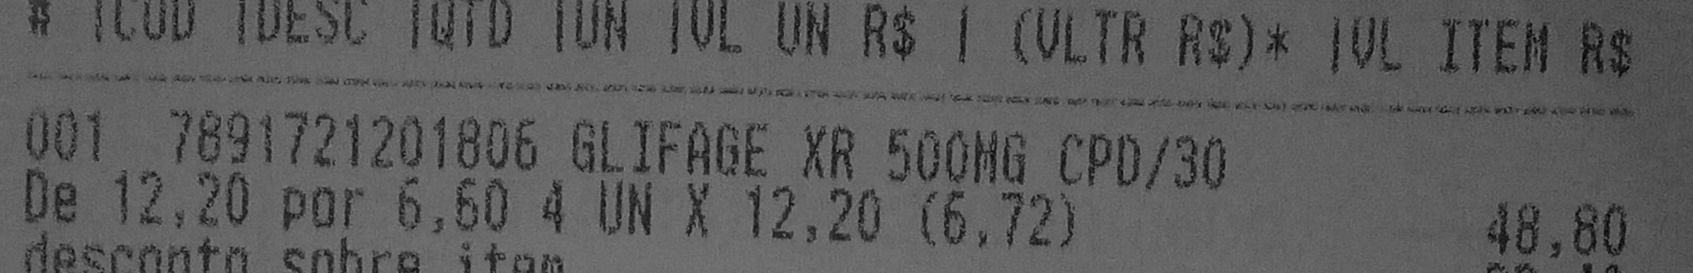 # |COD |DESC |QTD |UN |VL UN R$ | (VLTR R$)* |VL ITEM R$
001 7891721201806 GLIFAGE XR 500MG CPD/30
De 12,20 por 6,60 4 UN X 12,20 (6,72) 48,80
desconto sobre item